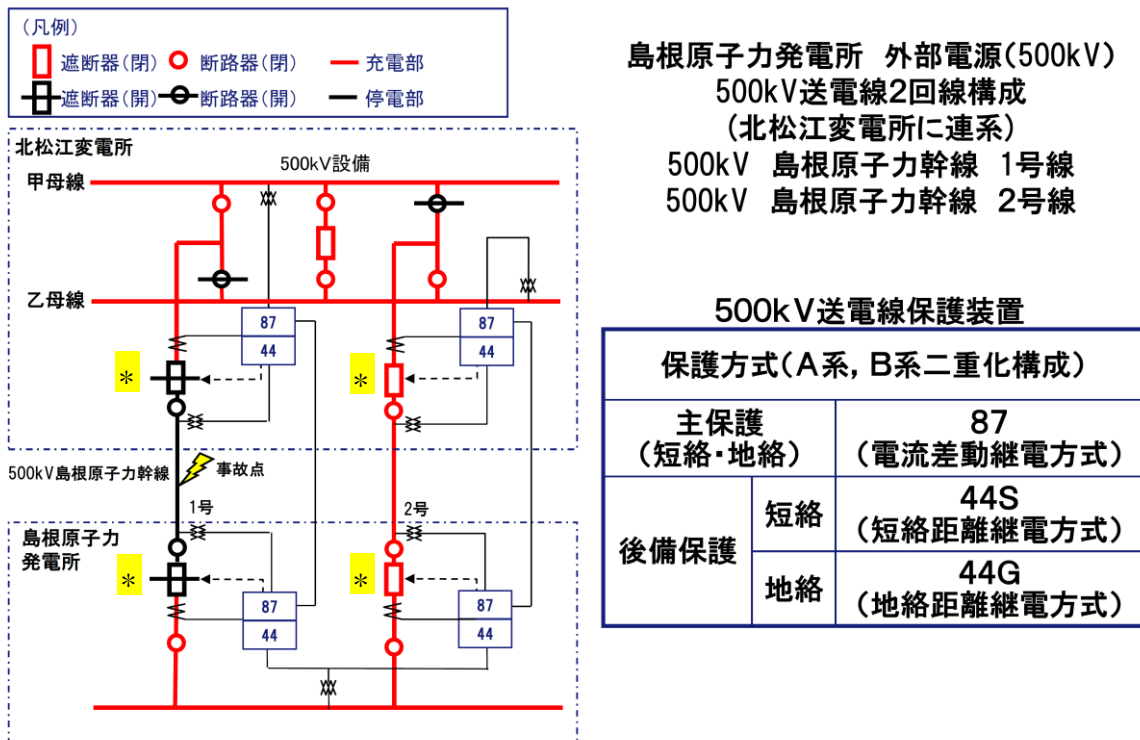 (凡例)
遮断器(閉) 断路器(閉) 充電部
遮断器(開) 断路器(開) 停電部
北松江変電所
500kV設備
甲母線
乙母線
87
44
87
44
*
*
500kV島根原子力幹線
事故点
1号
2号
島根原子力
発電所
*
*
87
44
87
44
島根原子力発電所 外部電源(500kV)
500kV送電線2回線構成
(北松江変電所に連系)
500kV 島根原子力幹線 1号線
500kV 島根原子力幹線 2号線
500kV送電線保護装置
保護方式(A系, B系二重化構成)
主保護
(短絡・地絡)
87
(電流差動継電方式)
後備保護
短絡
44S
(短絡距離継電方式)
地絡
44G
(地絡距離継電方式)